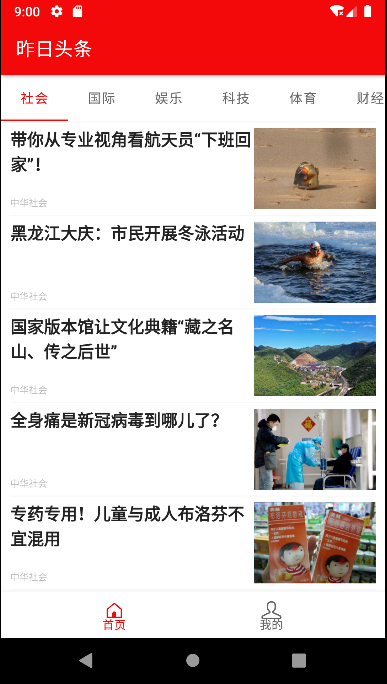 9:00
昨日头条
社会 国际 娱乐 科技 体育 财经
带你从专业视角看航天员“下班回
家”！
中华社会
黑龙江大庆：市民开展冬泳活动
中华社会
国家版本馆让文化典籍“藏之名
山、传之后世”
中华社会
全身痛是新冠病毒到哪儿了？
中华社会
专药专用！儿童与成人布洛芬不
宜混用
中华社会
首页 我的